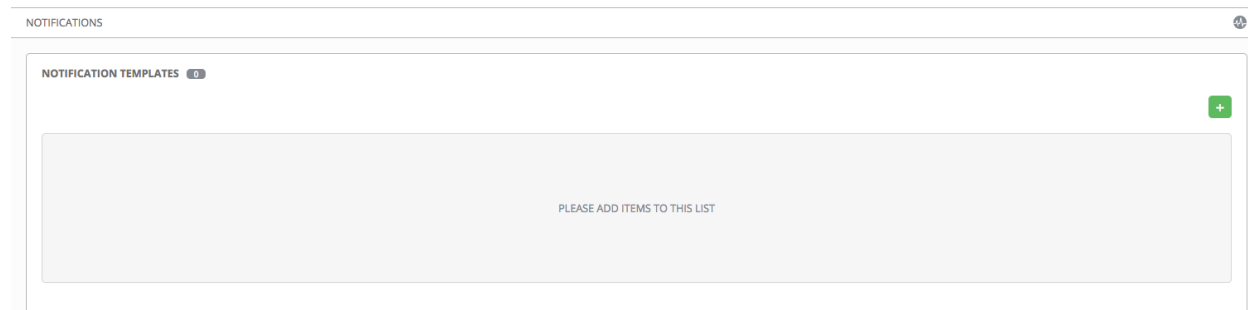 NOTIFICATIONS
NOTIFICATION TEMPLATES 0
+
PLEASE ADD ITEMS TO THIS LIST